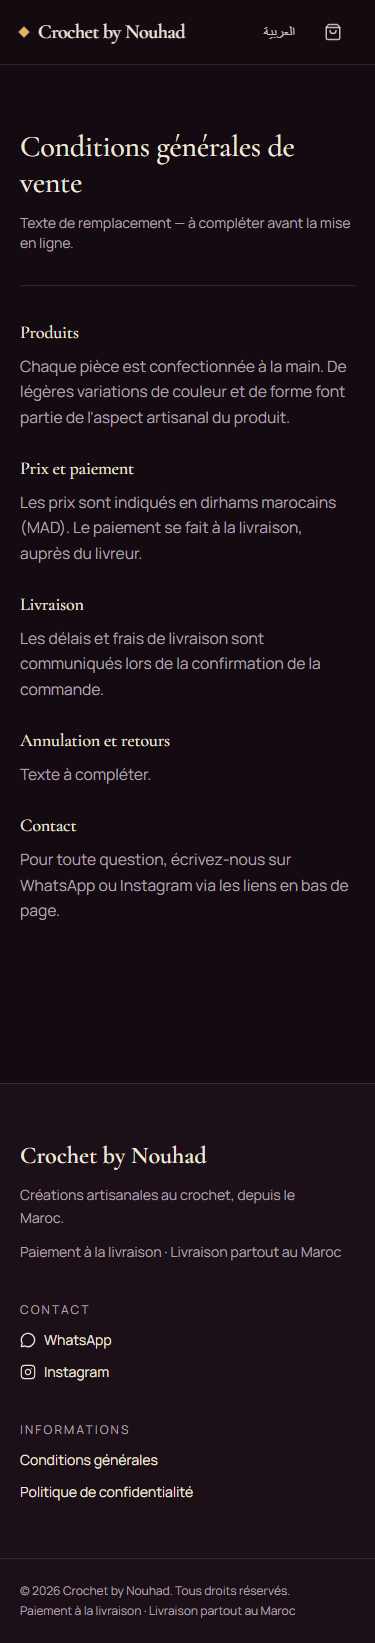 Crochet by Nouhad
العربية
Conditions générales de
vente
Texte de remplacement — à compléter avant la mise
en ligne.
Produits
Chaque pièce est confectionnée à la main. De
légères variations de couleur et de forme font
partie de l'aspect artisanal du produit.
Prix et paiement
Les prix sont indiqués en dirhams marocains
(MAD). Le paiement se fait à la livraison,
auprès du livreur.
Livraison
Les délais et frais de livraison sont
communiqués lors de la confirmation de la
commande.
Annulation et retours
Texte à compléter.
Contact
Pour toute question, écrivez-nous sur
WhatsApp ou Instagram via les liens en bas de
page.
Crochet by Nouhad
Créations artisanales au crochet, depuis le
Maroc.
Paiement à la livraison · Livraison partout au Maroc
CONTACT
WhatsApp
Instagram
INFORMATIONS
Conditions générales
Politique de confidentialité
© 2026 Crochet by Nouhad. Tous droits réservés.
Paiement à la livraison · Livraison partout au Maroc